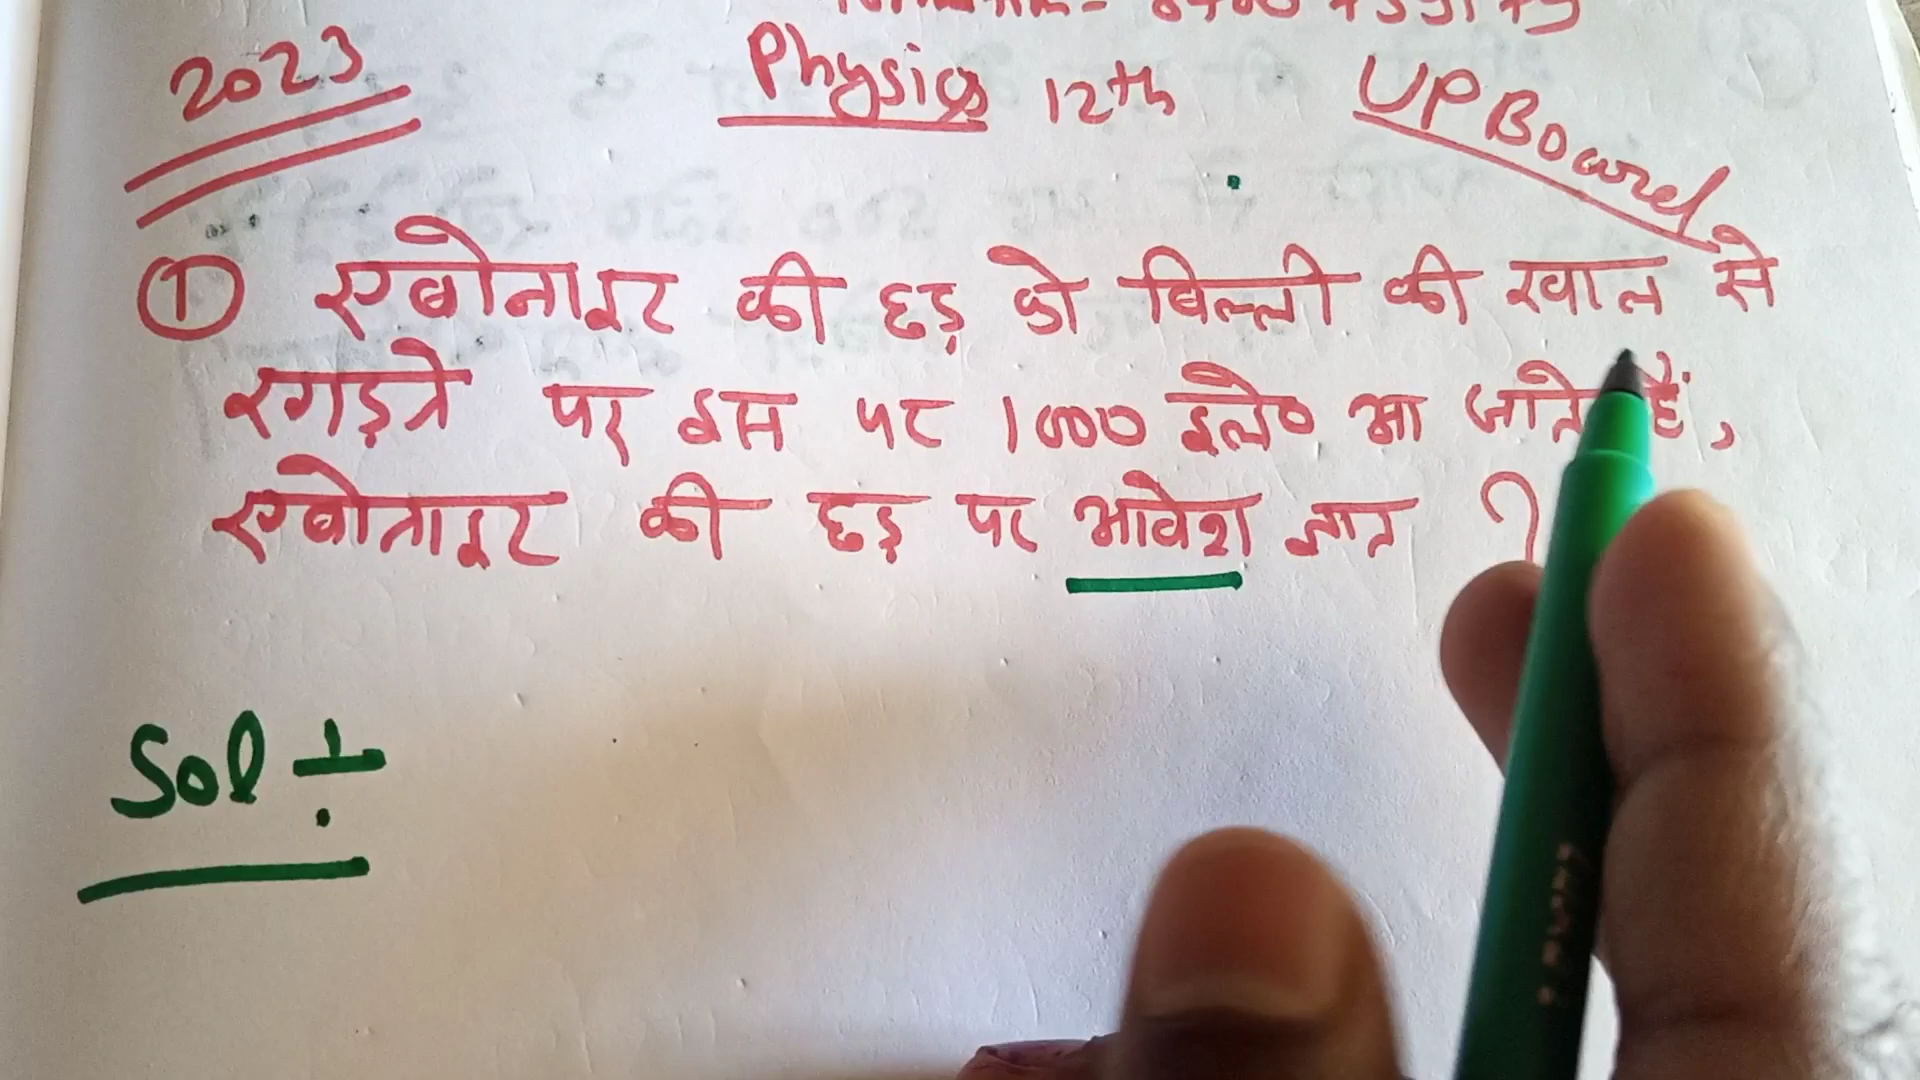 2023 Physics 12th UP Board
① एबोनाइट की छड़ को बिल्ली की खाल से
रगड़ने पर इस पर 1000 इले० आ जाते हैं,
एबोनाइट की छड़ पर आवेश ज्ञात ?
Sol ÷